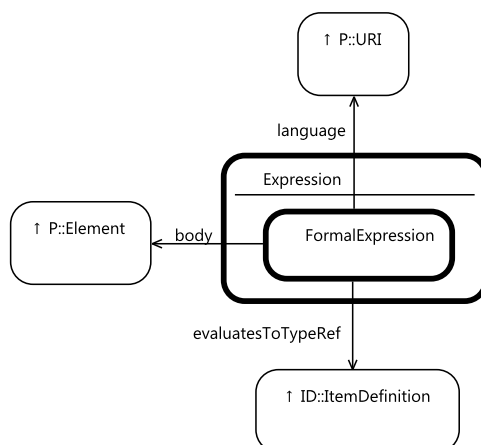 ↑ P::URI
language
Expression
↑ P::Element
body
FormalExpression
evaluatesToTypeRef
↑ ID::ItemDefinition